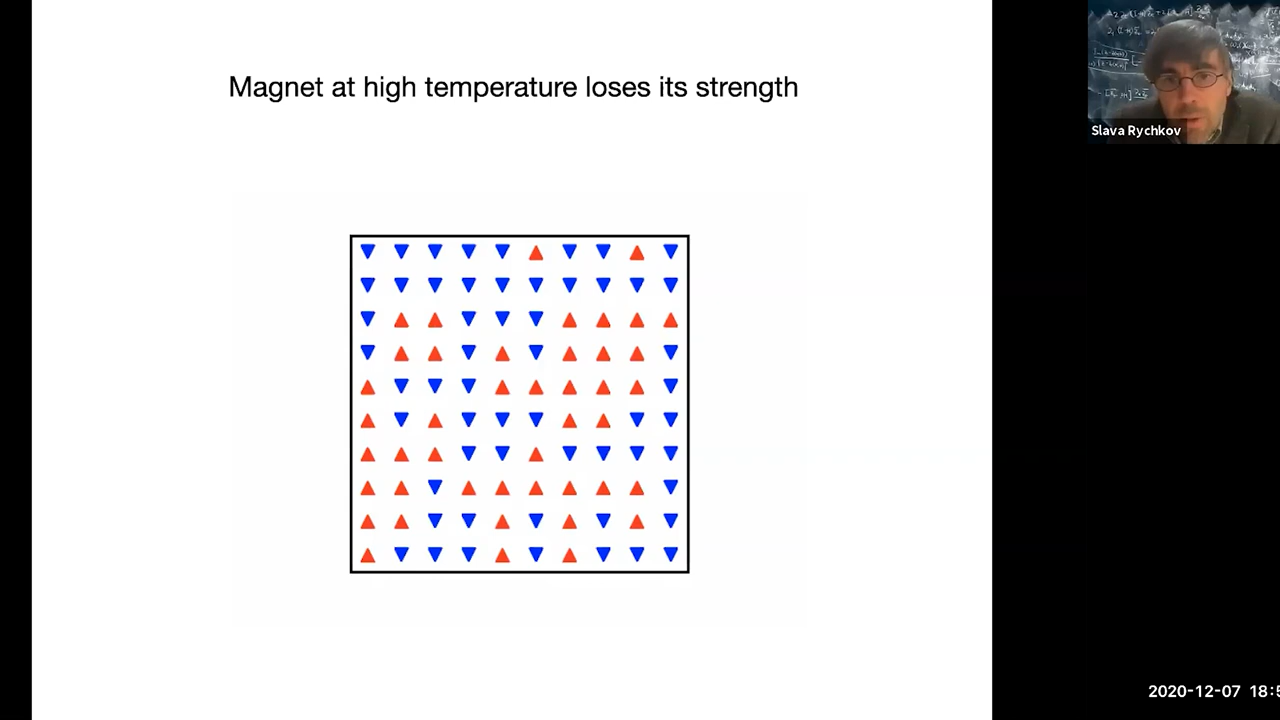 Magnet at high temperature loses its strength
Slava Rychkov
2020-12-07 18:5